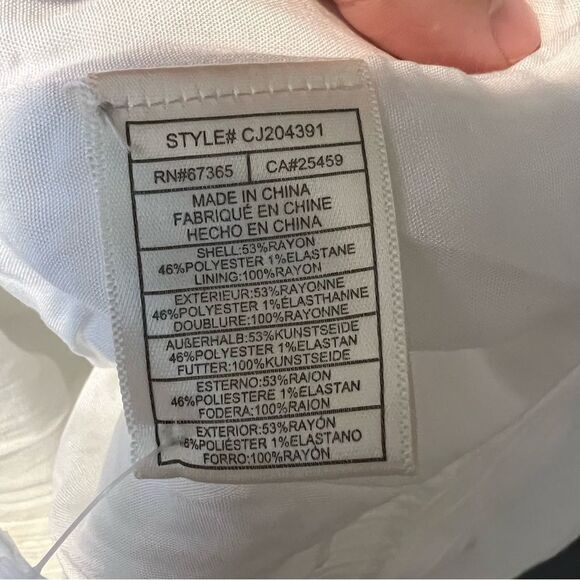 STYLE# CJ204391
RN#67365 CA#25459
MADE IN CHINA
FABRIQUÉ EN CHINE
HECHO EN CHINA
SHELL:53%RAYON
46%POLYESTER 1%ELASTANE
LINING:100%RAYON
EXTERIEUR:53%RAYONNE
46%POLYESTER 1%ÉLASTHANNE
DOUBLURE:100%RAYONNE
AUßERHALB:53%KUNSTSEIDE
46%POLYESTER 1%ELASTAN
FUTTER:100%KUNSTSEIDE
ESTERNO:53%RAION
46%POLIESTERE 1%ELASTAN
FODERA:100%RAION
EXTERIOR:53%RAYÓN
6%POLIÉSTER 1%ELASTANO
FORRO:100%RAYÓN